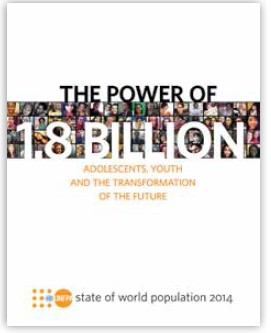 THE POWER OF
1.8 BILLION
ADOLESCENTS, YOUTH
AND THE TRANSFORMATION
OF THE FUTURE
UNFPA state of world population 2014